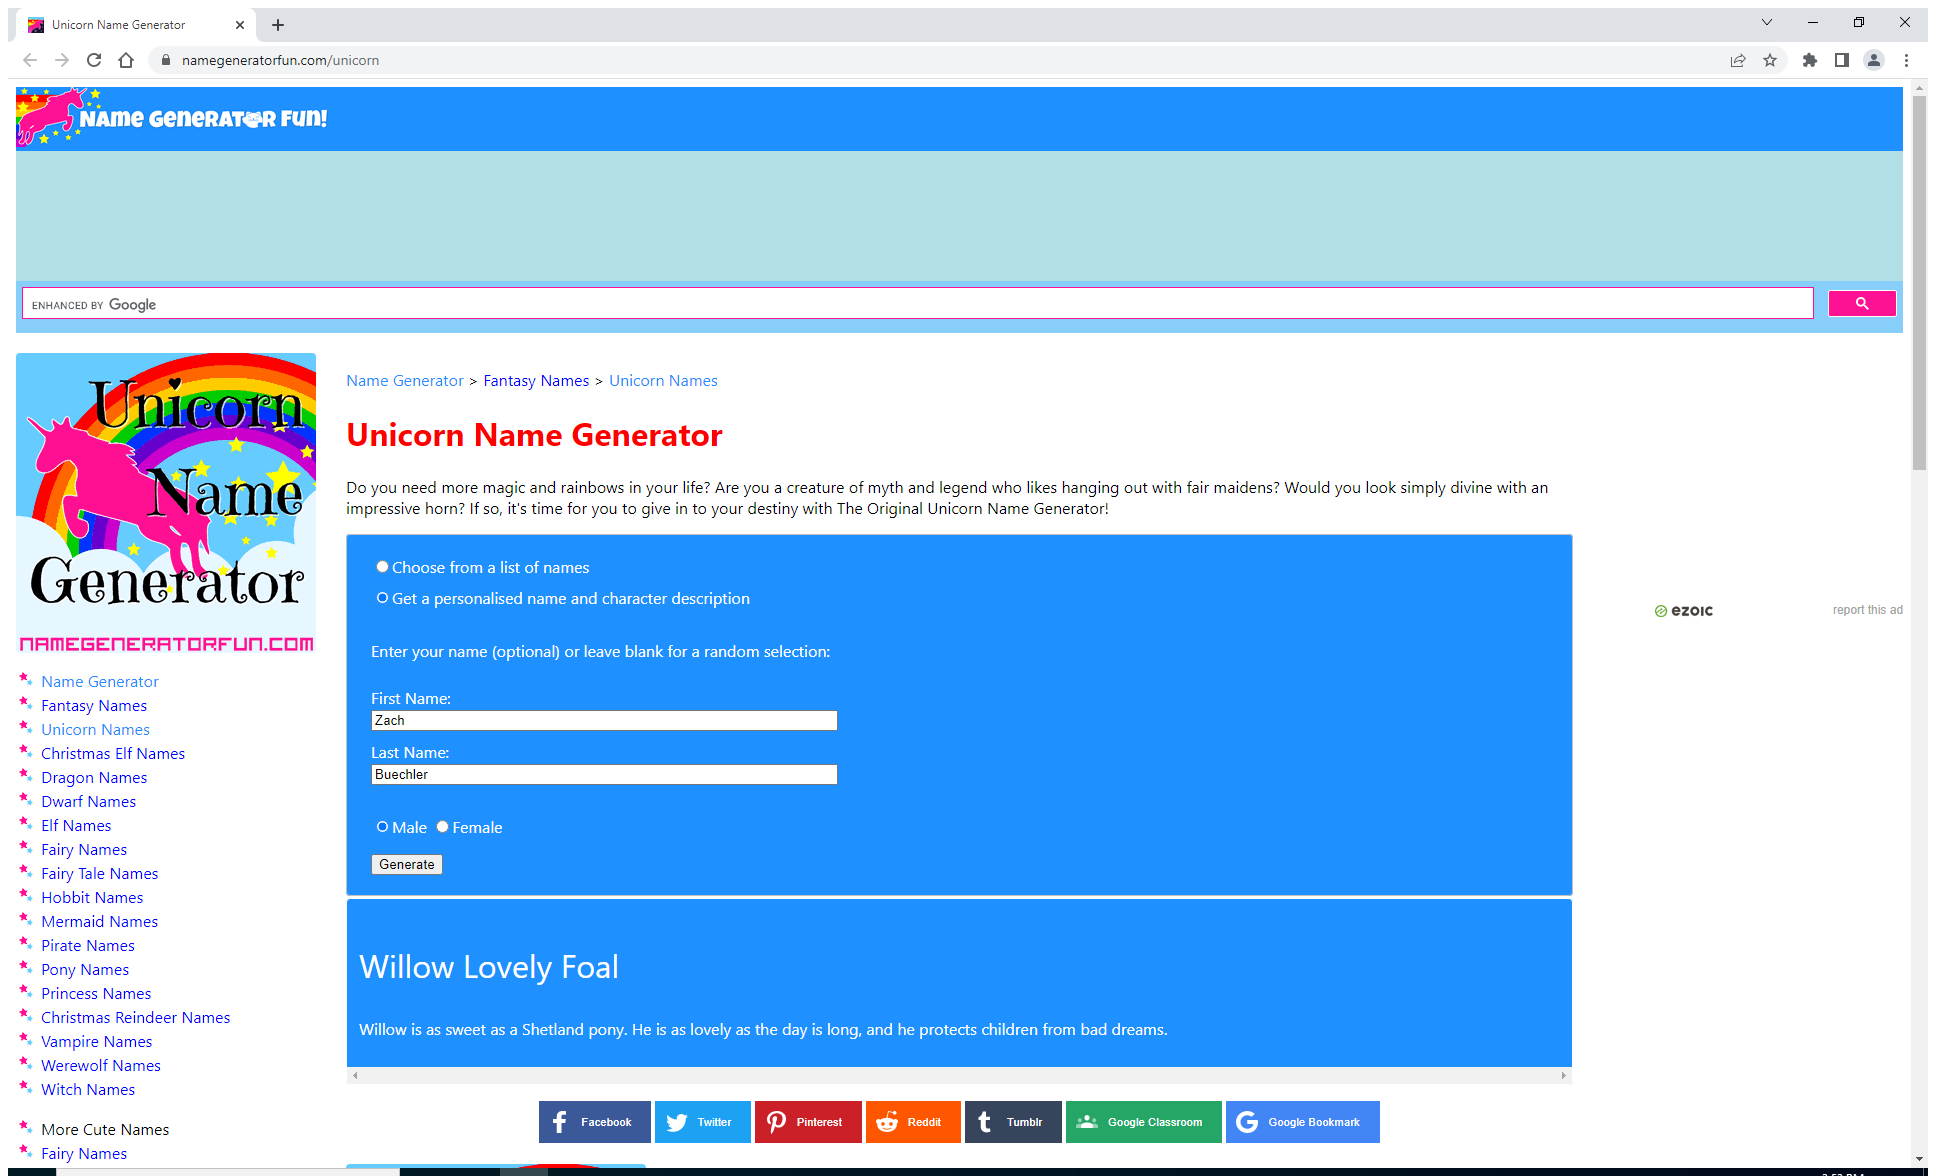 Unicorn Name Generator
namegeneratorfun.com/unicorn
NAME GENERATOR FUN!
ENHANCED BY Google
Unicorn
Name
Generator
NAMEGENERATORFUN.COM
Name Generator > Fantasy Names > Unicorn Names
Unicorn Name Generator
Do you need more magic and rainbows in your life? Are you a creature of myth and legend who likes hanging out with fair maidens? Would you look simply divine with an
impressive horn? If so, it's time for you to give in to your destiny with The Original Unicorn Name Generator!
Choose from a list of names
Get a personalised name and character description
Enter your name (optional) or leave blank for a random selection:
First Name:
Zach
Last Name:
Buechler
Male Female
Generate
Willow Lovely Foal
Willow is as sweet as a Shetland pony. He is as lovely as the day is long, and he protects children from bad dreams.
Facebook Twitter Pinterest Reddit Tumblr Google Classroom Google Bookmark
ezoic report this ad
Name Generator
Fantasy Names
Unicorn Names
Christmas Elf Names
Dragon Names
Dwarf Names
Elf Names
Fairy Names
Fairy Tale Names
Hobbit Names
Mermaid Names
Pirate Names
Pony Names
Princess Names
Christmas Reindeer Names
Vampire Names
Werewolf Names
Witch Names
More Cute Names
Fairy Names